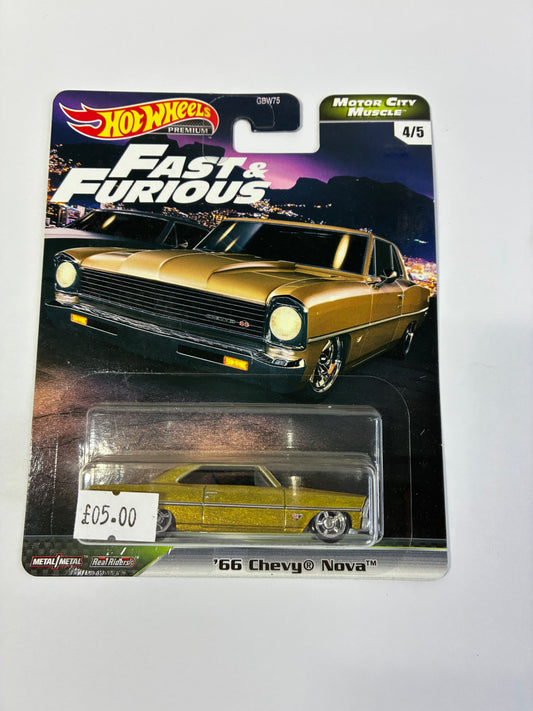 GBW75
HOT WHEELS
PREMIUM
MOTOR CITY
MUSCLE™
4/5
FAST &
FURIOUS
£05.00
METAL/METAL
Real Riders®
'66 Chevy® Nova™